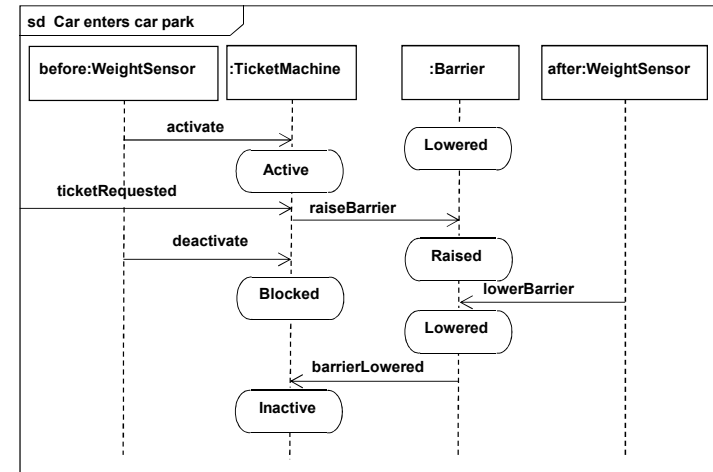 sd Car enters car park
before:WeightSensor
:TicketMachine
:Barrier
after:WeightSensor
activate
Lowered
Active
ticketRequested
raiseBarrier
deactivate
Raised
Blocked
lowerBarrier
Lowered
barrierLowered
Inactive